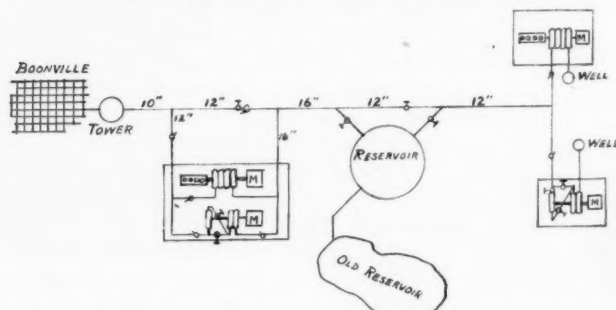 BOONVILLE
TOWER
10"
12"
16"
12"
12"
12"
16"
RESERVOIR
OLD RESERVOIR
M
WELL
WELL
M
M
M